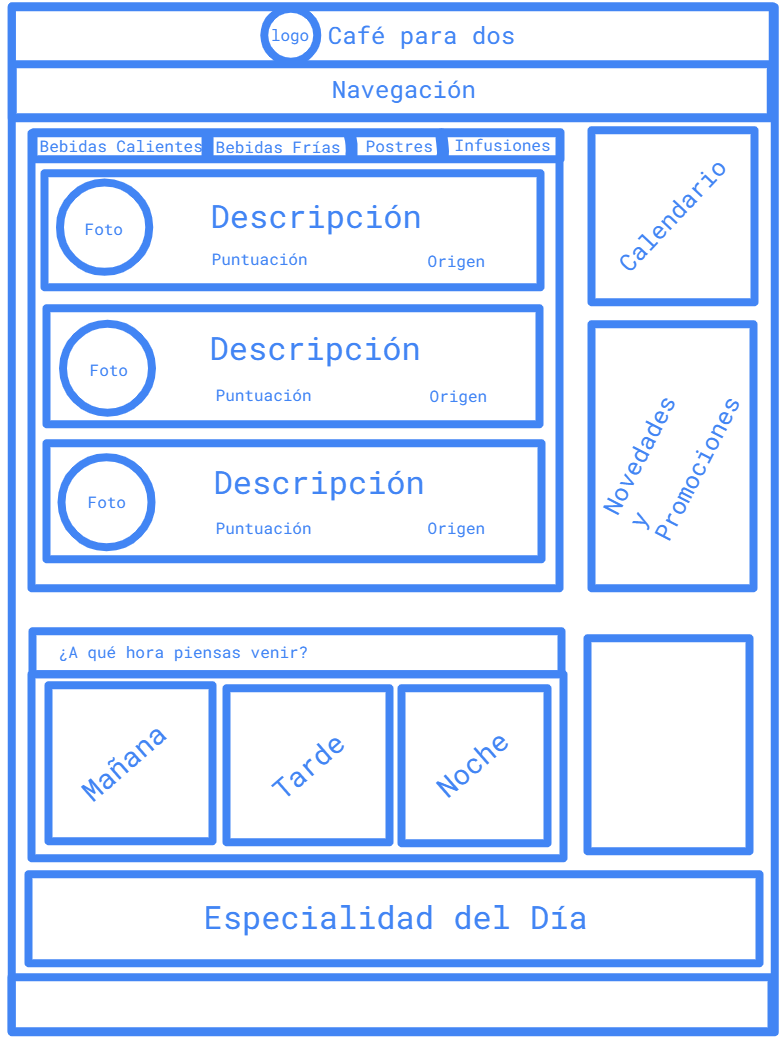 logo Café para dos
Navegación
Bebidas Calientes Bebidas Frías Postres Infusiones
Foto
Descripción
Puntuación Origen
Foto
Descripción
Puntuación Origen
Foto
Descripción
Puntuación Origen
Calendario
Novedades
y
Promociones
¿A qué hora piensas venir?
Mañana Tarde Noche
Especialidad del Día